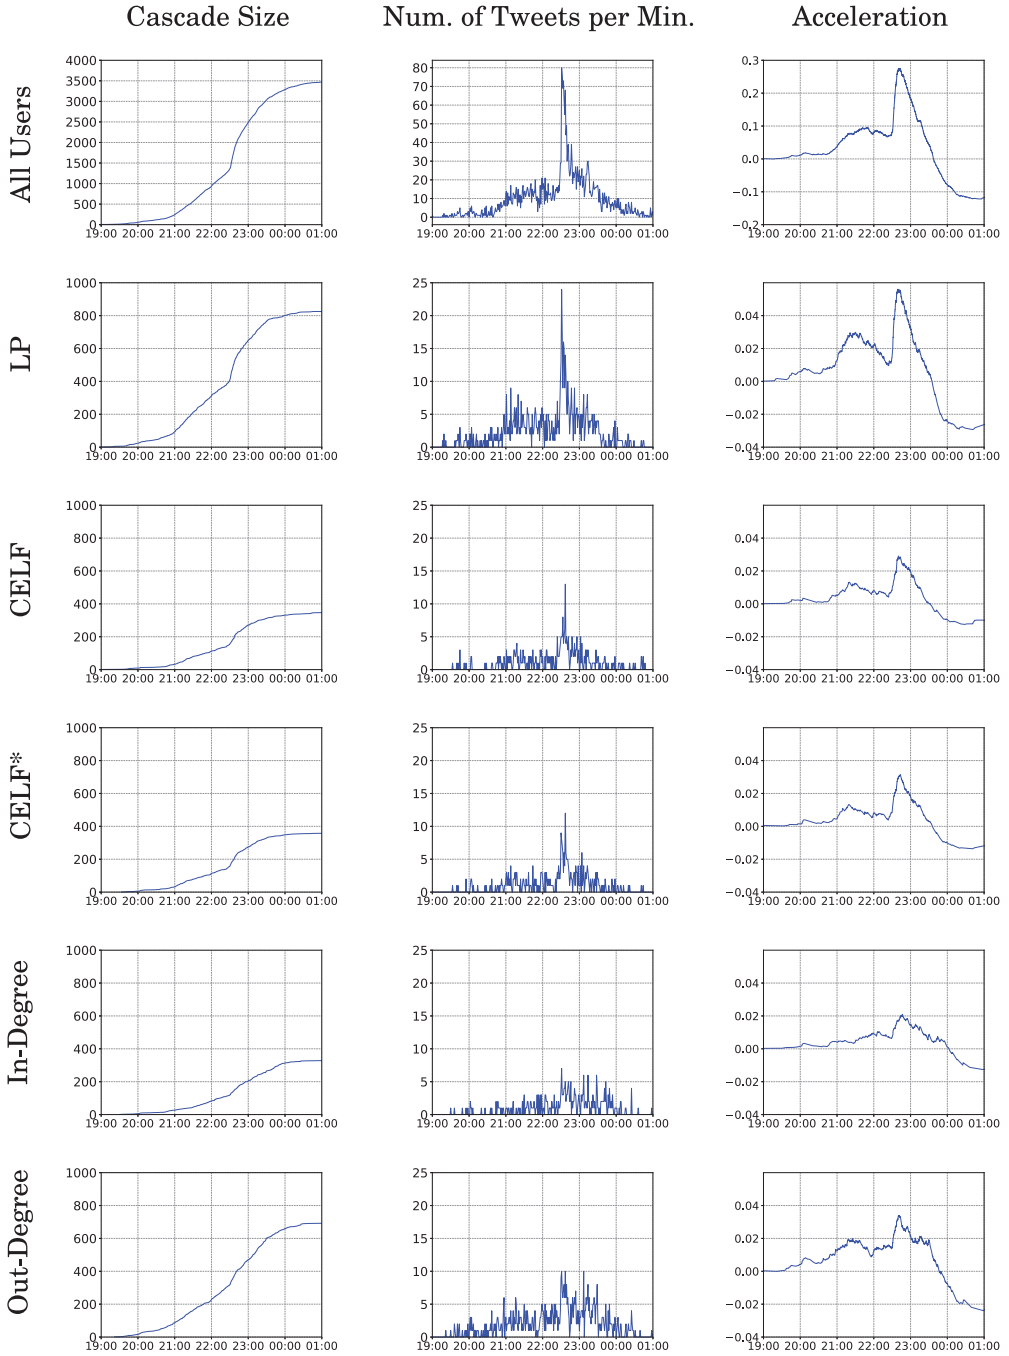 Cascade Size Num. of Tweets per Min. Acceleration
All Users
4000 3500 3000 2500 2000 1500 1000 500 0
19:00 20:00 21:00 22:00 23:00 00:00 01:00
80 70 60 50 40 30 20 10 0
19:00 20:00 21:00 22:00 23:00 00:00 01:00
0.3 0.2 0.1 0.0 −0.1 −0.2
19:00 20:00 21:00 22:00 23:00 00:00 01:00
LP
1000 800 600 400 200 0
19:00 20:00 21:00 22:00 23:00 00:00 01:00
25 20 15 10 5 0
19:00 20:00 21:00 22:00 23:00 00:00 01:00
0.04 0.02 0.00 −0.02 −0.04
19:00 20:00 21:00 22:00 23:00 00:00 01:00
CELF
1000 800 600 400 200 0
19:00 20:00 21:00 22:00 23:00 00:00 01:00
25 20 15 10 5 0
19:00 20:00 21:00 22:00 23:00 00:00 01:00
0.04 0.02 0.00 −0.02 −0.04
19:00 20:00 21:00 22:00 23:00 00:00 01:00
CELF*
1000 800 600 400 200 0
19:00 20:00 21:00 22:00 23:00 00:00 01:00
25 20 15 10 5 0
19:00 20:00 21:00 22:00 23:00 00:00 01:00
0.04 0.02 0.00 −0.02 −0.04
19:00 20:00 21:00 22:00 23:00 00:00 01:00
In-Degree
1000 800 600 400 200 0
19:00 20:00 21:00 22:00 23:00 00:00 01:00
25 20 15 10 5 0
19:00 20:00 21:00 22:00 23:00 00:00 01:00
0.04 0.02 0.00 −0.02 −0.04
19:00 20:00 21:00 22:00 23:00 00:00 01:00
Out-Degree
1000 800 600 400 200 0
19:00 20:00 21:00 22:00 23:00 00:00 01:00
25 20 15 10 5 0
19:00 20:00 21:00 22:00 23:00 00:00 01:00
0.04 0.02 0.00 −0.02 −0.04
19:00 20:00 21:00 22:00 23:00 00:00 01:00